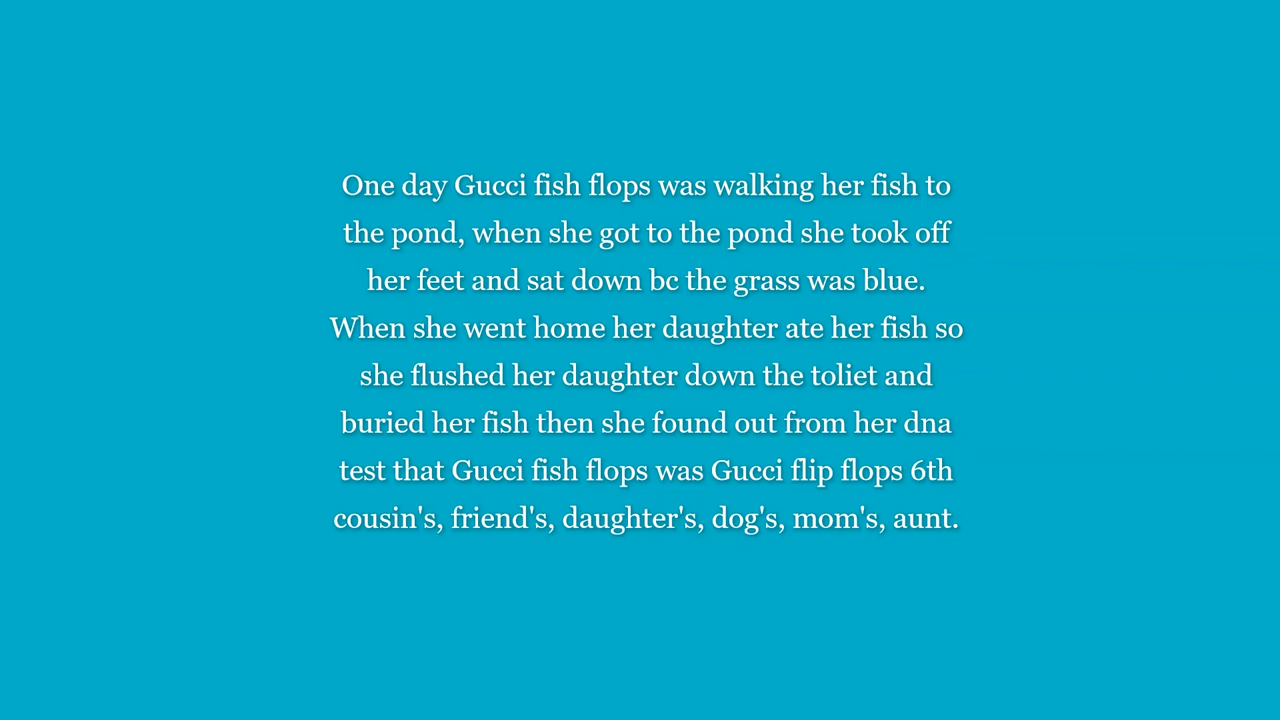 One day Gucci fish flops was walking her fish to
the pond, when she got to the pond she took off
her feet and sat down bc the grass was blue.
When she went home her daughter ate her fish so
she flushed her daughter down the toliet and
buried her fish then she found out from her dna
test that Gucci fish flops was Gucci flip flops 6th
cousin's, friend's, daughter's, dog's, mom's, aunt.